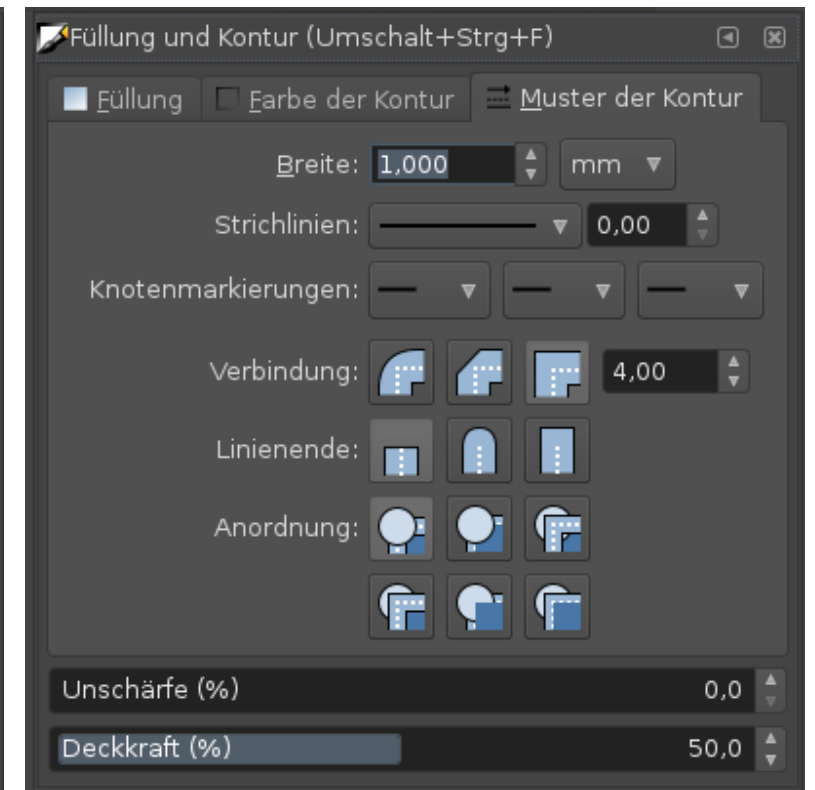 Füllung und Kontur (Umschalt+Strg+F)
Füllung Farbe der Kontur Muster der Kontur
Breite: 1,000 mm
Strichlinien: 0,00
Knotenmarkierungen:
Verbindung: 4,00
Linienende:
Anordnung:
Unschärfe (%) 0,0
Deckkraft (%) 50,0